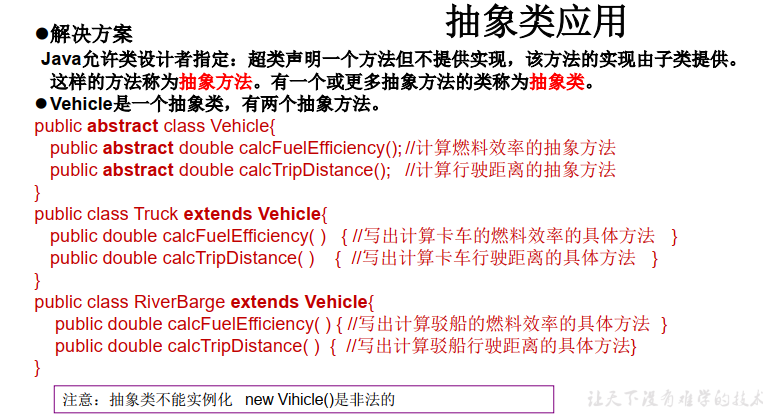 抽象类应用
●解决方案
Java允许类设计者指定：超类声明一个方法但不提供实现，该方法的实现由子类提供。
这样的方法称为抽象方法。有一个或更多抽象方法的类称为抽象类。
●Vehicle是一个抽象类，有两个抽象方法。
public abstract class Vehicle{
public abstract double calcFuelEfficiency(); //计算燃料效率的抽象方法
public abstract double calcTripDistance(); //计算行驶距离的抽象方法
}
public class Truck extends Vehicle{
public double calcFuelEfficiency( ) { //写出计算卡车的燃料效率的具体方法 }
public double calcTripDistance( ) { //写出计算卡车行驶距离的具体方法 }
}
public class RiverBarge extends Vehicle{
public double calcFuelEfficiency( ) { //写出计算驳船的燃料效率的具体方法 }
public double calcTripDistance( ) { //写出计算驳船行驶距离的具体方法}
}
注意：抽象类不能实例化 new Vihicle()是非法的
让天下没有难学的技术